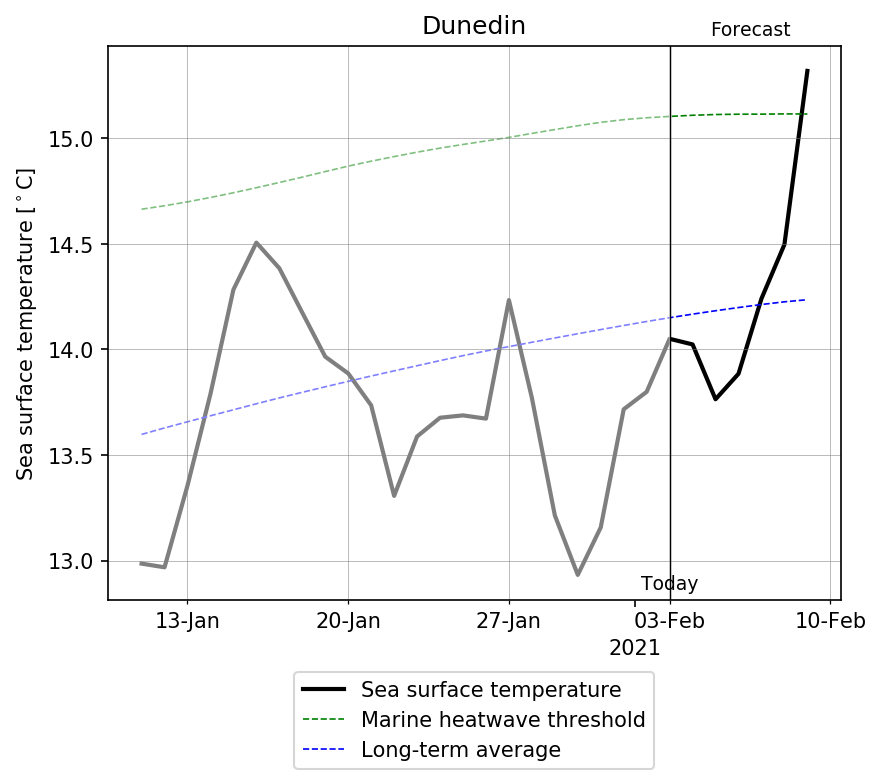 Dunedin
Forecast
Sea surface temperature [°C]
15.0
14.5
14.0
13.5
13.0
Today
13-Jan
20-Jan
27-Jan
03-Feb
10-Feb
2021
Sea surface temperature
Marine heatwave threshold
Long-term average